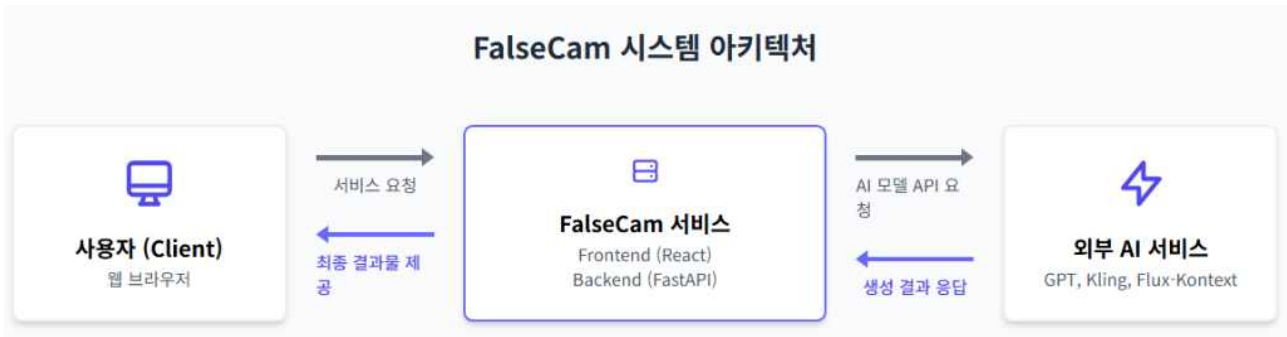 FalseCam 시스템 아키텍처
사용자 (Client)
웹 브라우저
서비스 요청
최종 결과물 제
공
FalseCam 서비스
Frontend (React)
Backend (FastAPI)
AI 모델 API 요
청
생성 결과 응답
외부 AI 서비스
GPT, Kling, Flux-Kontext